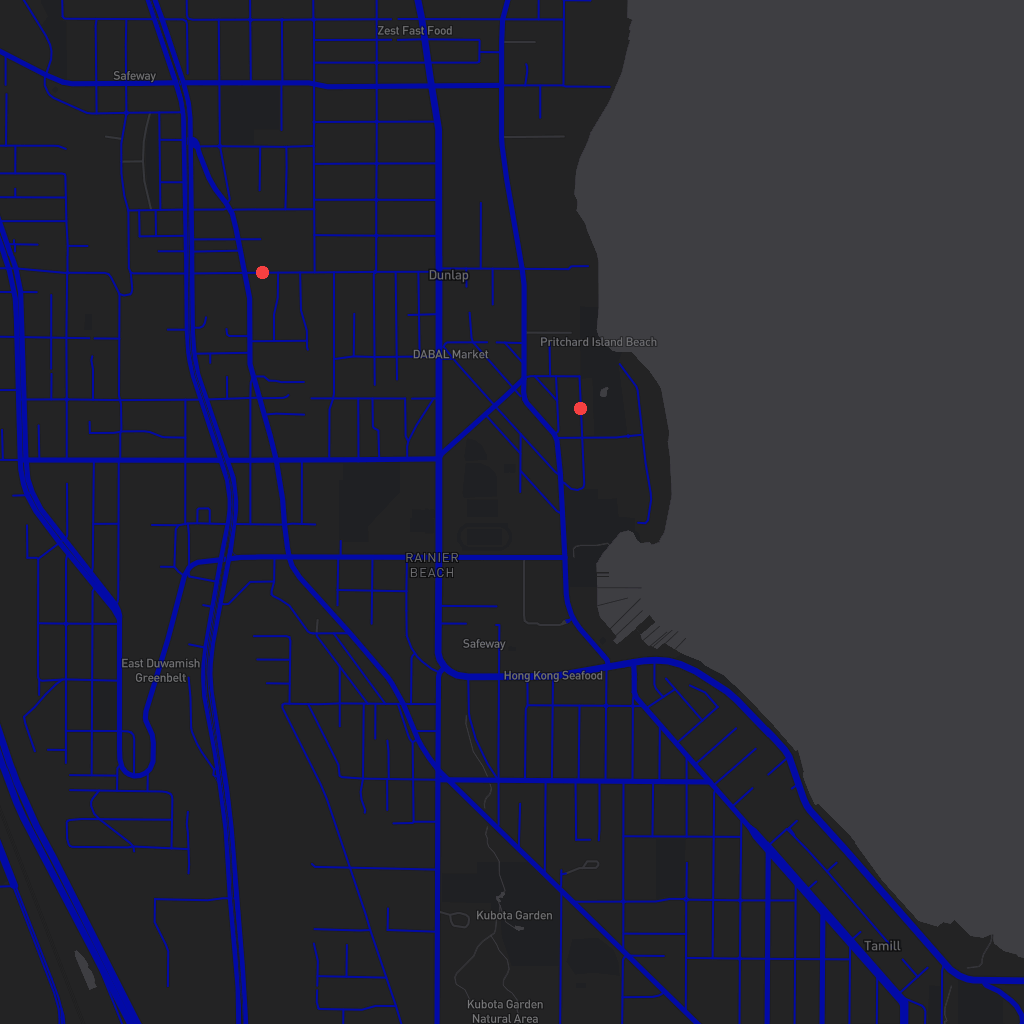 Zest Fast Food
Safeway
Dunlap
Pritchard Island Beach
DABAL Market
RAINIER
BEACH
Safeway
East Duwamish
Greenbelt
Hong Kong Seafood
Kubota Garden
Tamill
Kubota Garden
Natural Area